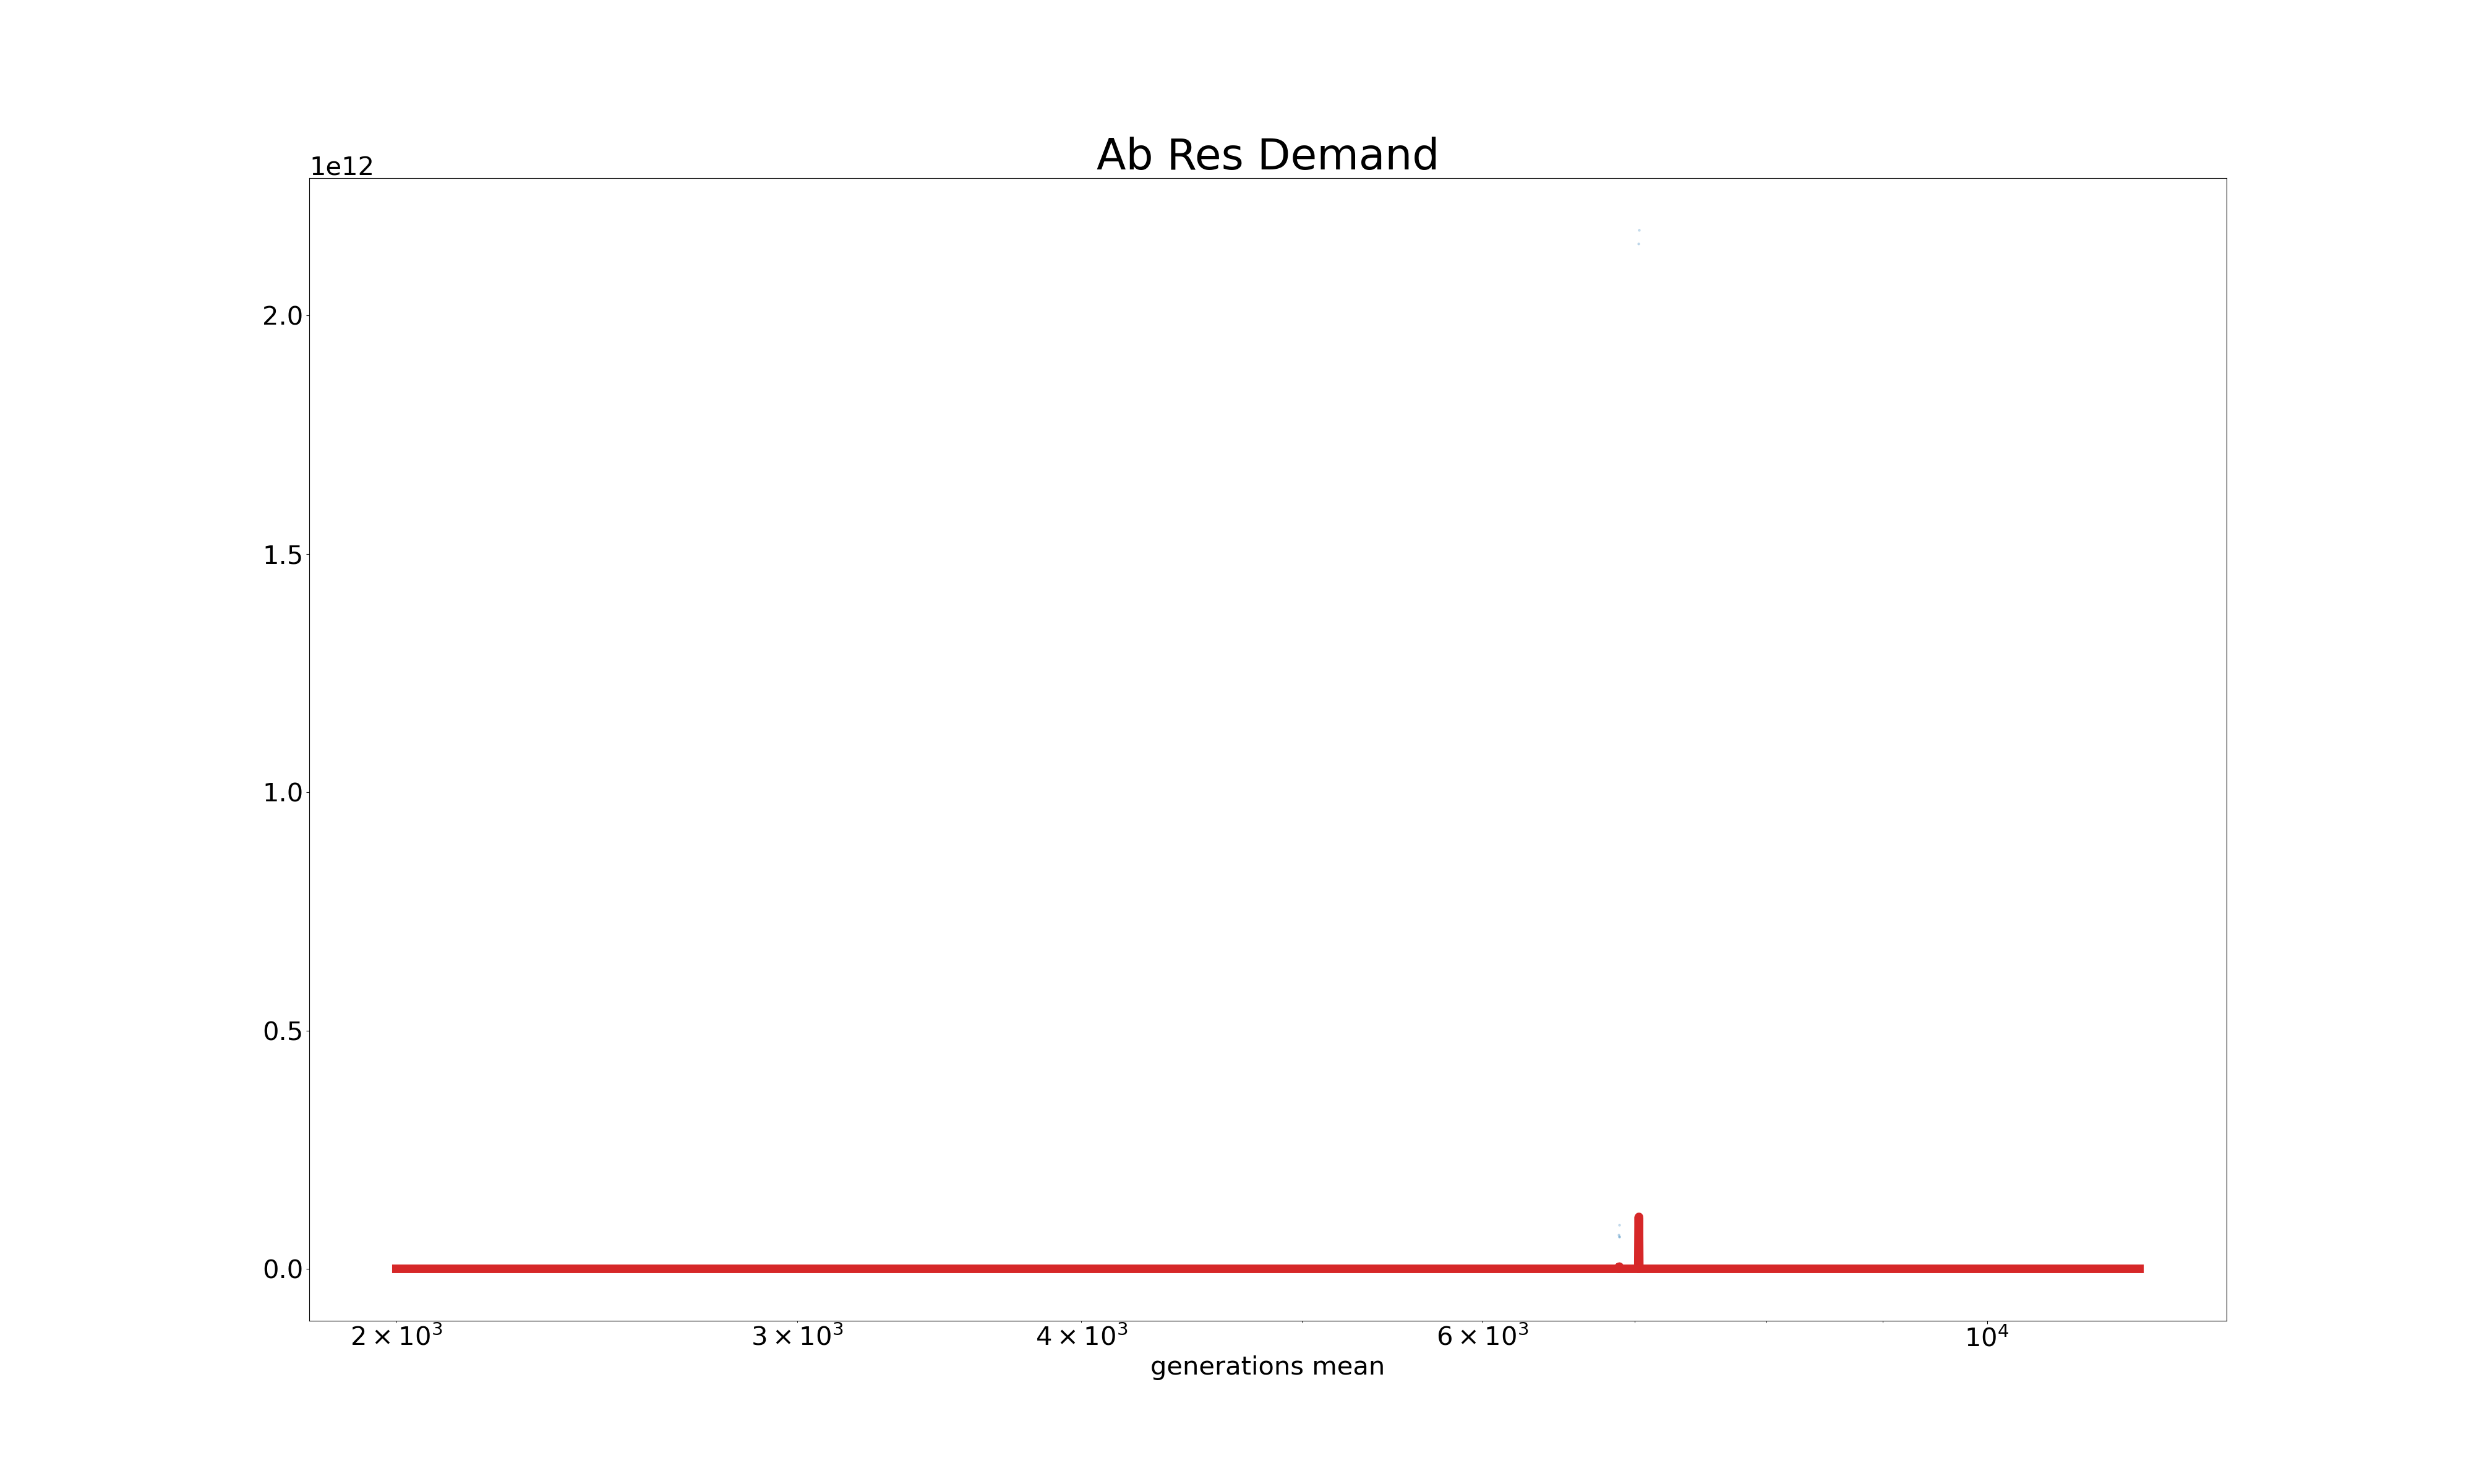 Ab Res Demand
1e12
2.0
1.5
1.0
0.5
0.0
2 × 10³ 3 × 10³ 4 × 10³ 6 × 10³ 10⁴
generations mean